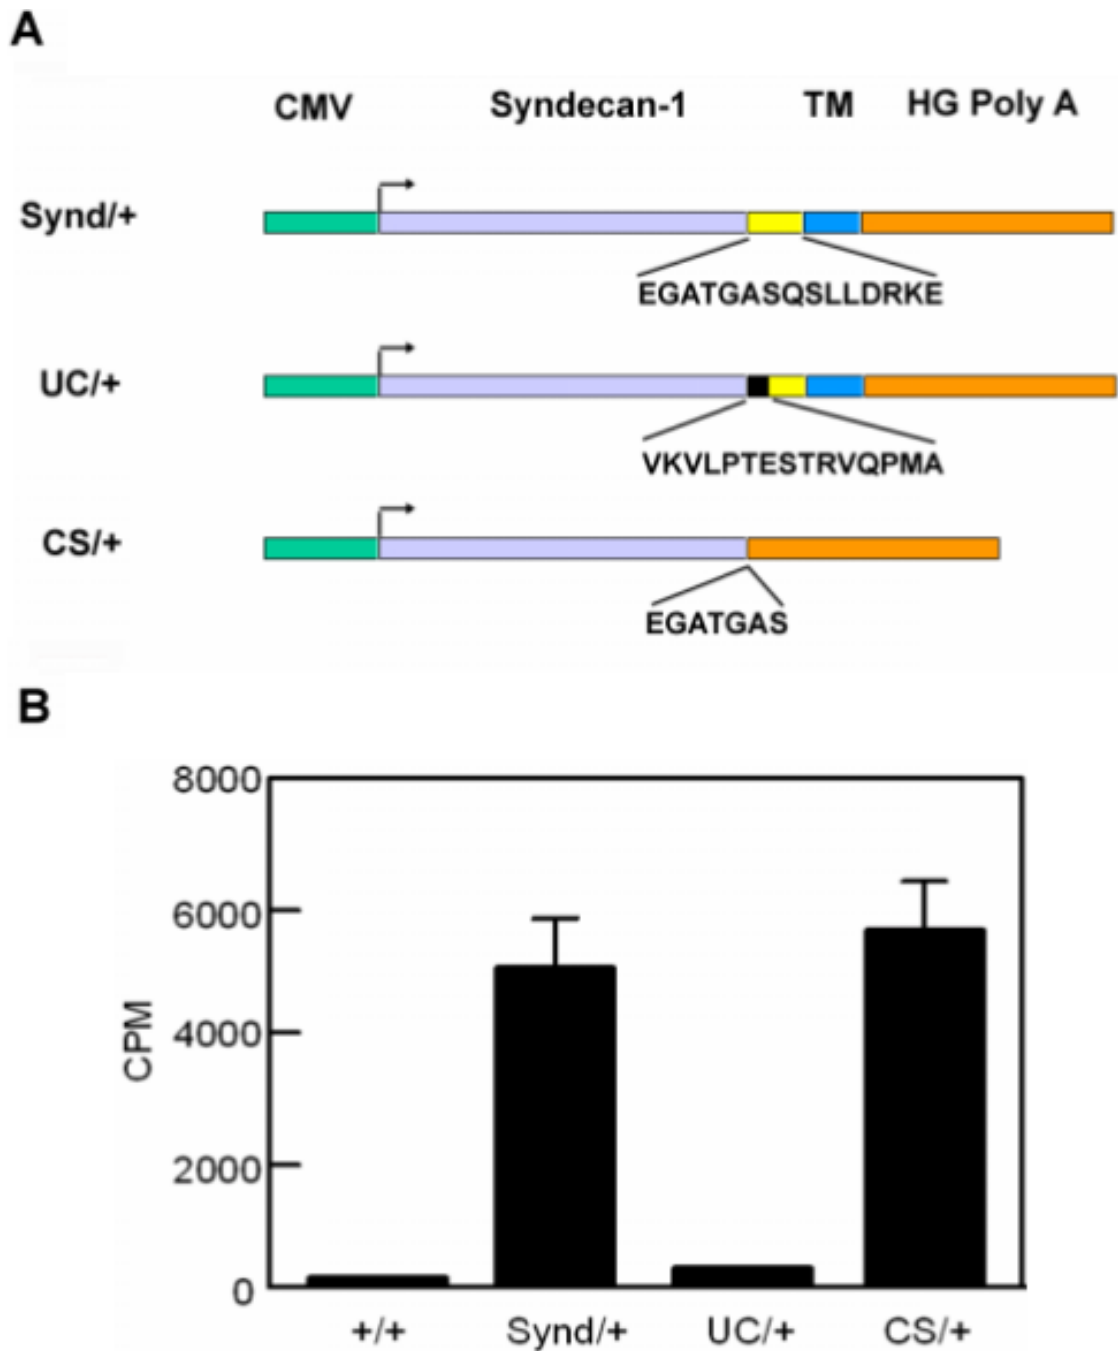 A
CMV Syndecan-1 TM HG Poly A
Synd/+
EGATGASQSLLDRKE
UC/+
VKVLPTESTRVQPMA
CS/+
EGATGAS
B
8000
6000
4000
2000
0
CPM
+/+ Synd/+ UC/+ CS/+